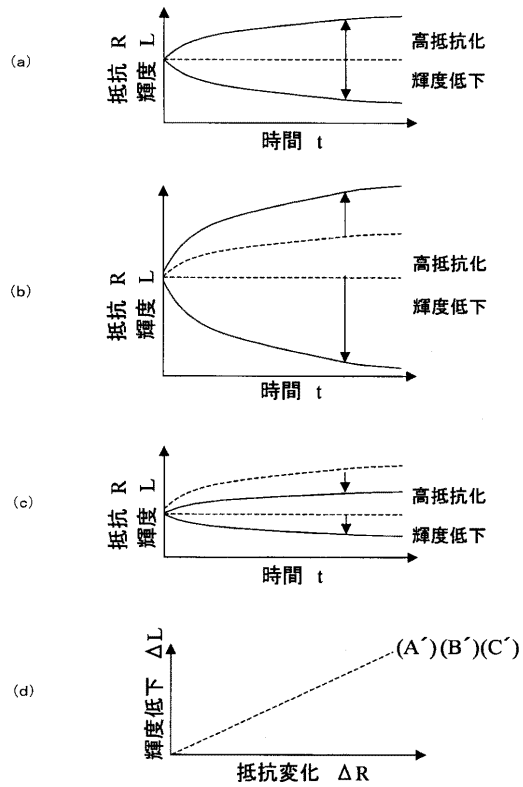 (a)
抵抗 R
輝度 L
高抵抗化
輝度低下
時間 t
(b)
抵抗 R
輝度 L
高抵抗化
輝度低下
時間 t
(c)
抵抗 R
輝度 L
高抵抗化
輝度低下
時間 t
(d)
輝度低下 ΔL
(A´)(B´)(C´)
抵抗変化 ΔR